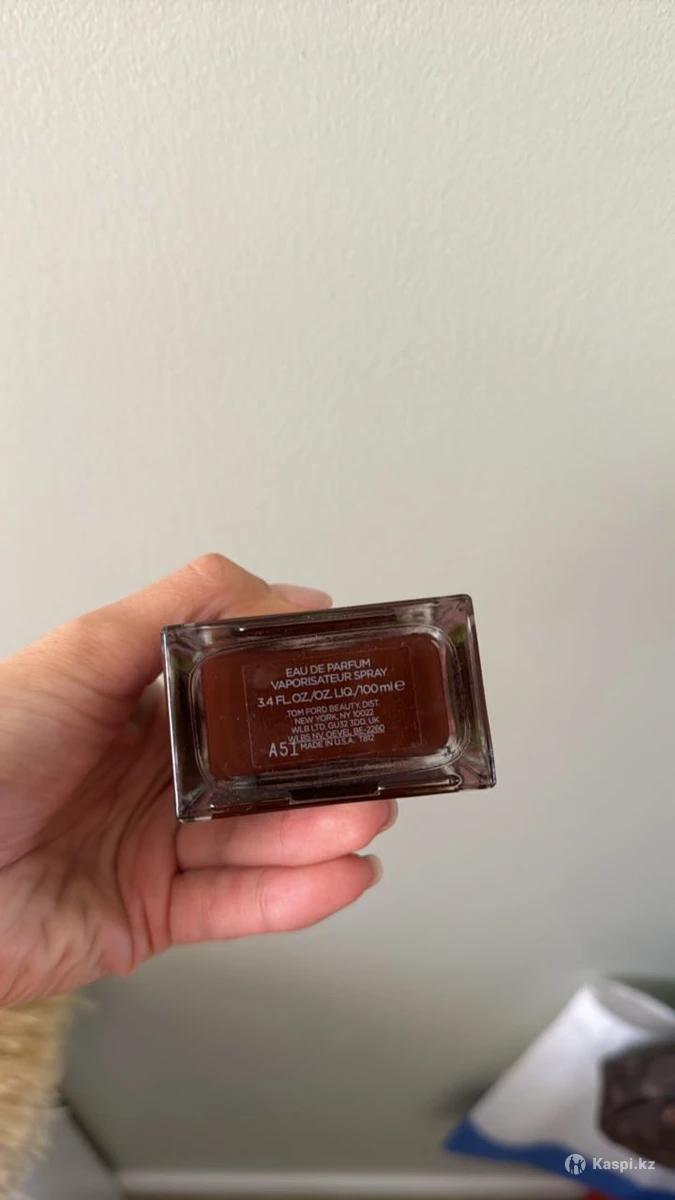 EAU DE PARFUM
VAPORISATEUR SPRAY
3.4 FL.OZ./OZ. LIQ./100 ml e
TOM FORD BEAUTY, DIST.
NEW YORK, NY 10022
WLB LTD, GU32 3DD, UK
WLBS NV, OEVEL, BE-2260
MADE IN U.S.A. T812
A51
Kaspi.kz